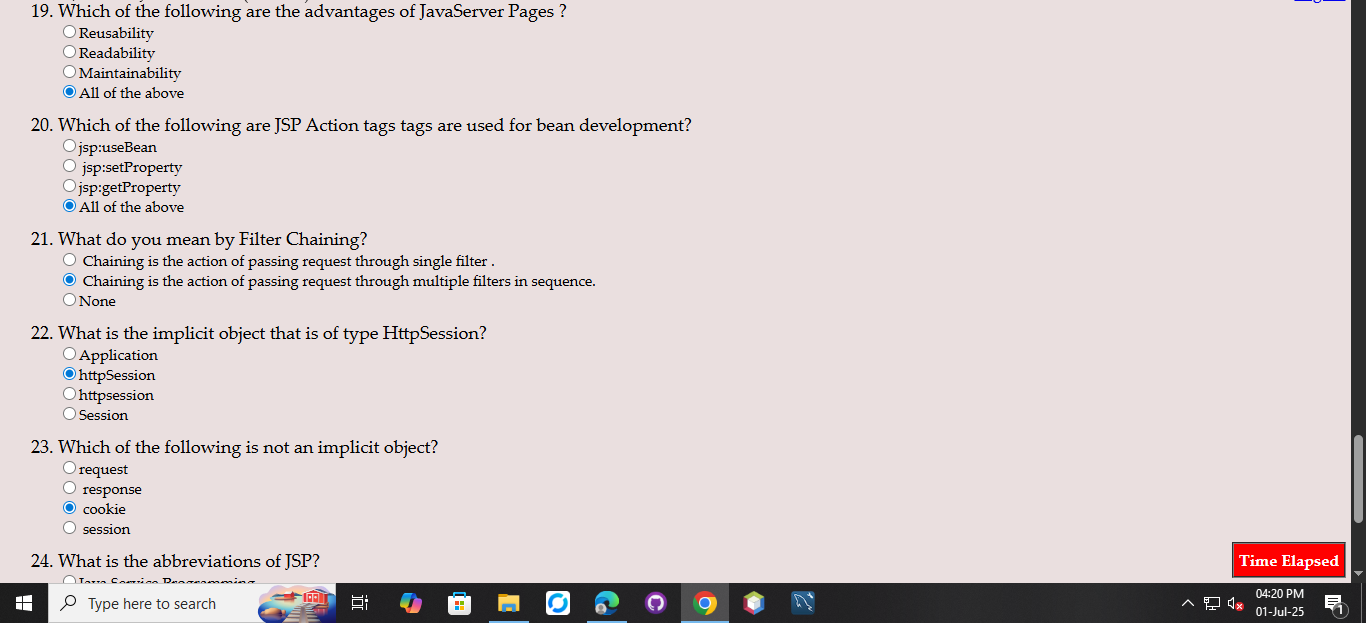 19. Which of the following are the advantages of JavaServer Pages ?
Reusability
Readability
Maintainability
All of the above
20. Which of the following are JSP Action tags tags are used for bean development?
jsp:useBean
jsp:setProperty
jsp:getProperty
All of the above
21. What do you mean by Filter Chaining?
Chaining is the action of passing request through single filter .
Chaining is the action of passing request through multiple filters in sequence.
None
22. What is the implicit object that is of type HttpSession?
Application
httpSession
httpsession
Session
23. Which of the following is not an implicit object?
request
response
cookie
session
24. What is the abbreviations of JSP?
Time Elapsed
Java Service Programming
Type here to search
04:20 PM
01-Jul-25
1